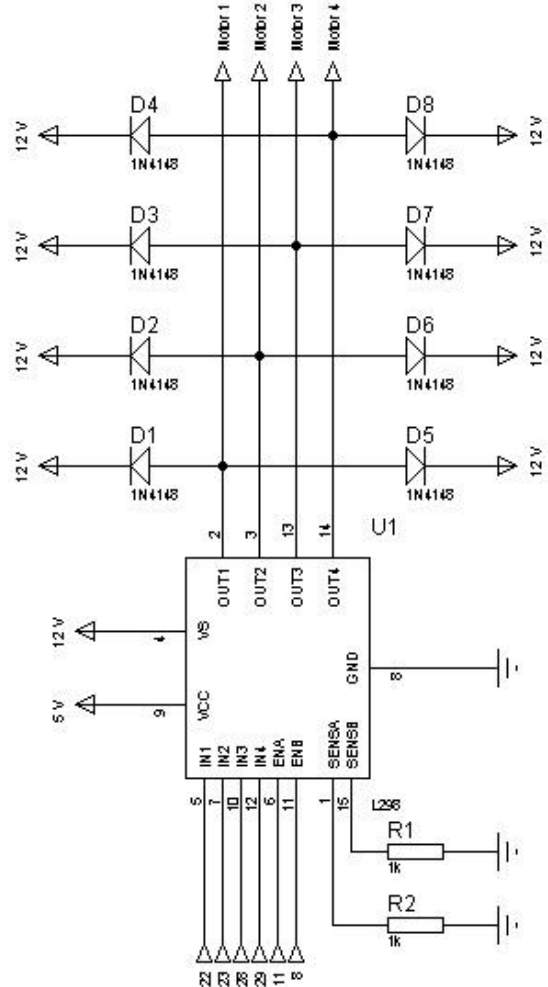 Motor 1
Motor 2
Motor 3
Motor 4
12 V
D4
1N4148
D8
1N4148
12 V
12 V
D3
1N4148
D7
1N4148
12 V
12 V
D2
1N4148
D6
1N4148
12 V
12 V
D1
1N4148
D5
1N4148
12 V
2
3
13
14
U1
OUT1
OUT2
OUT3
OUT4
12 V
4
VS
5 V
9
VCC
GND
8
IN1
IN2
IN3
IN4
ENA
ENB
SENSA
SENSB
5
7
10
12
6
11
1
15
L298
R1
1k
R2
1k
22
23
28
29
11
8